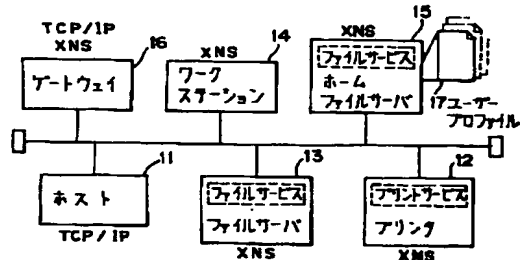 TCP/IP
XNS
16
ゲートウェイ
XNS
14
ワーク
ステーション
XNS
15
ファイルサービス
ホーム
ファイルサーバ
17 ユーザー
プロファイル
11
ホスト
TCP/IP
13
ファイルサービス
ファイルサーバ
XNS
12
プリントサービス
プリンタ
XNS